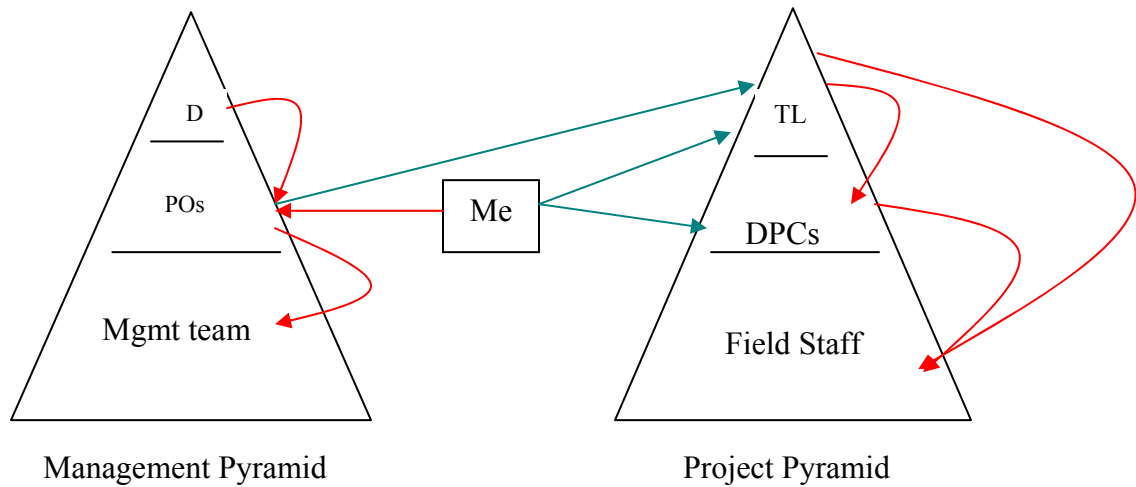 D
POs
Mgmt team
Management Pyramid
Me
TL
DPCs
Field Staff
Project Pyramid